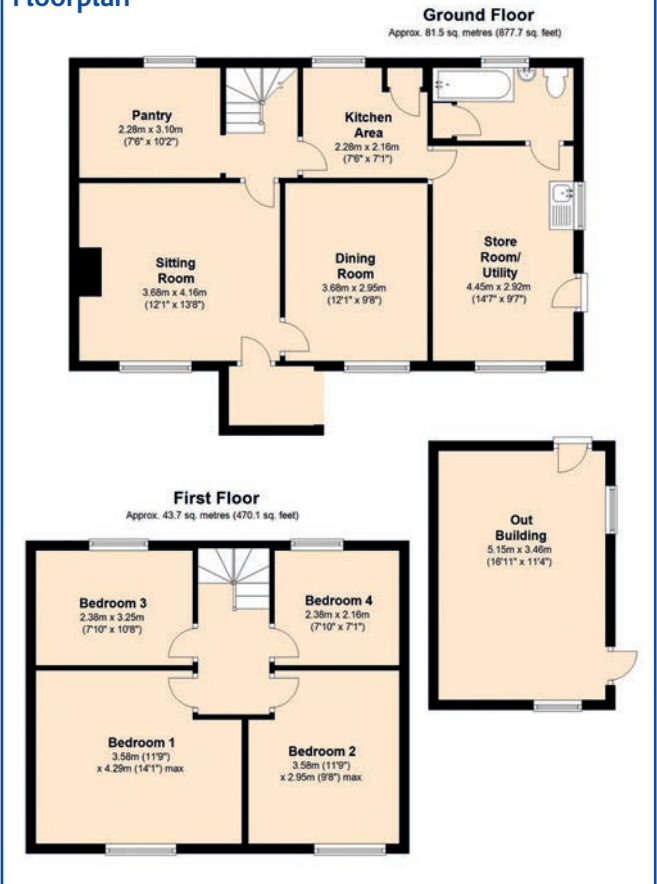 Floorplan
Ground Floor
Approx. 81.5 sq. metres (877.7 sq. feet)
Pantry
2.28m x 3.10m
(7'6" x 10'2")
Kitchen
Area
2.28m x 2.16m
(7'6" x 7'1")
Sitting
Room
3.68m x 4.16m
(12'1" x 13'8")
Dining
Room
3.68m x 2.95m
(12'1" x 9'8")
Store
Room/
Utility
4.45m x 2.92m
(14'7" x 9'7")
Out
Building
5.15m x 3.46m
(16'11" x 11'4")
First Floor
Approx. 43.7 sq. metres (470.1 sq. feet)
Bedroom 3
2.38m x 3.25m
(7'10" x 10'8")
Bedroom 4
2.38m x 2.16m
(7'10" x 7'1")
Bedroom 1
3.58m (11'9")
x 4.29m (14'1") max
Bedroom 2
3.58m (11'9")
x 2.95m (9'8") max